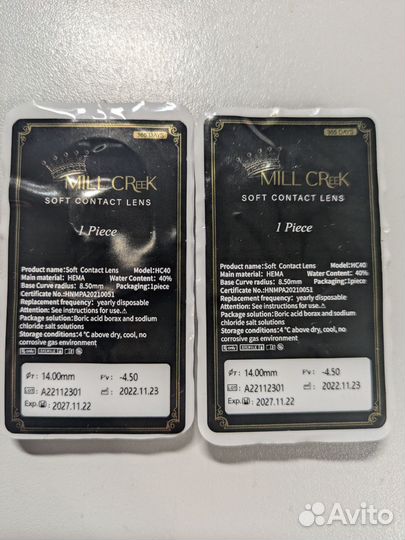 365 DAYS
MILL CREEK
SOFT CONTACT LENS
1 Piece
Product name:Soft Contact Lens Model:HC40
Main material: HEMA Water Content: 40%
Base Curve radius: 8.50mm Packaging:1piece
Certificate No.:HNMPA20210051
Replacement frequency: yearly disposable
Attention: See instructions for use.⚠
Package solution:Boric acid borax and sodium
chloride salt solutions
Storage conditions:4℃ above dry, cool, no
corrosive gas environment
øT: 14.00mm F'v: -4.50
LOT: A22112301 : 2022.11.23
Exp. : 2027.11.22
365 DAYS
MILL CREEK
SOFT CONTACT LENS
1 Piece
Product name:Soft Contact Lens Model:HC40
Main material: HEMA Water Content: 40%
Base Curve radius: 8.50mm Packaging:1piece
Certificate No.:HNMPA20210051
Replacement frequency: yearly disposable
Attention: See instructions for use.⚠
Package solution:Boric acid borax and sodium
chloride salt solutions
Storage conditions:4℃ above dry, cool, no
corrosive gas environment
øT: 14.00mm F'v: -4.50
LOT: A22112301 : 2022.11.23
Exp. : 2027.11.22
Avito